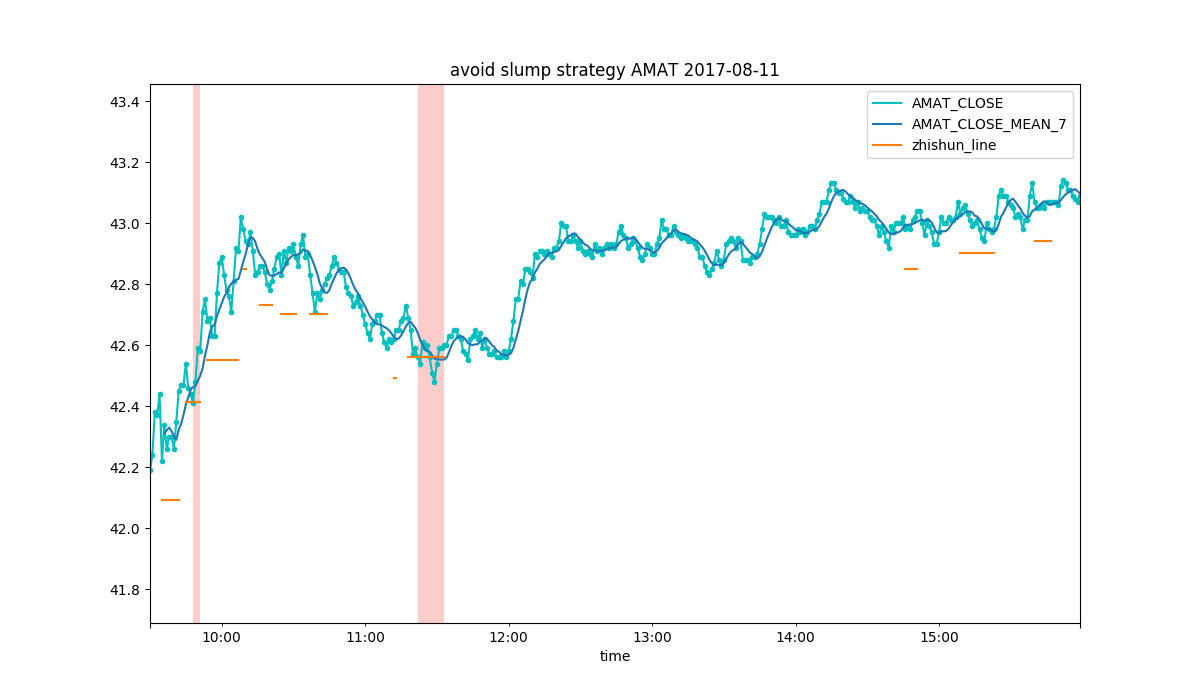 avoid slump strategy AMAT 2017-08-11
AMAT_CLOSE
AMAT_CLOSE_MEAN_7
zhishun_line
43.4
43.2
43.0
42.8
42.6
42.4
42.2
42.0
41.8
10:00 11:00 12:00 13:00 14:00 15:00
time